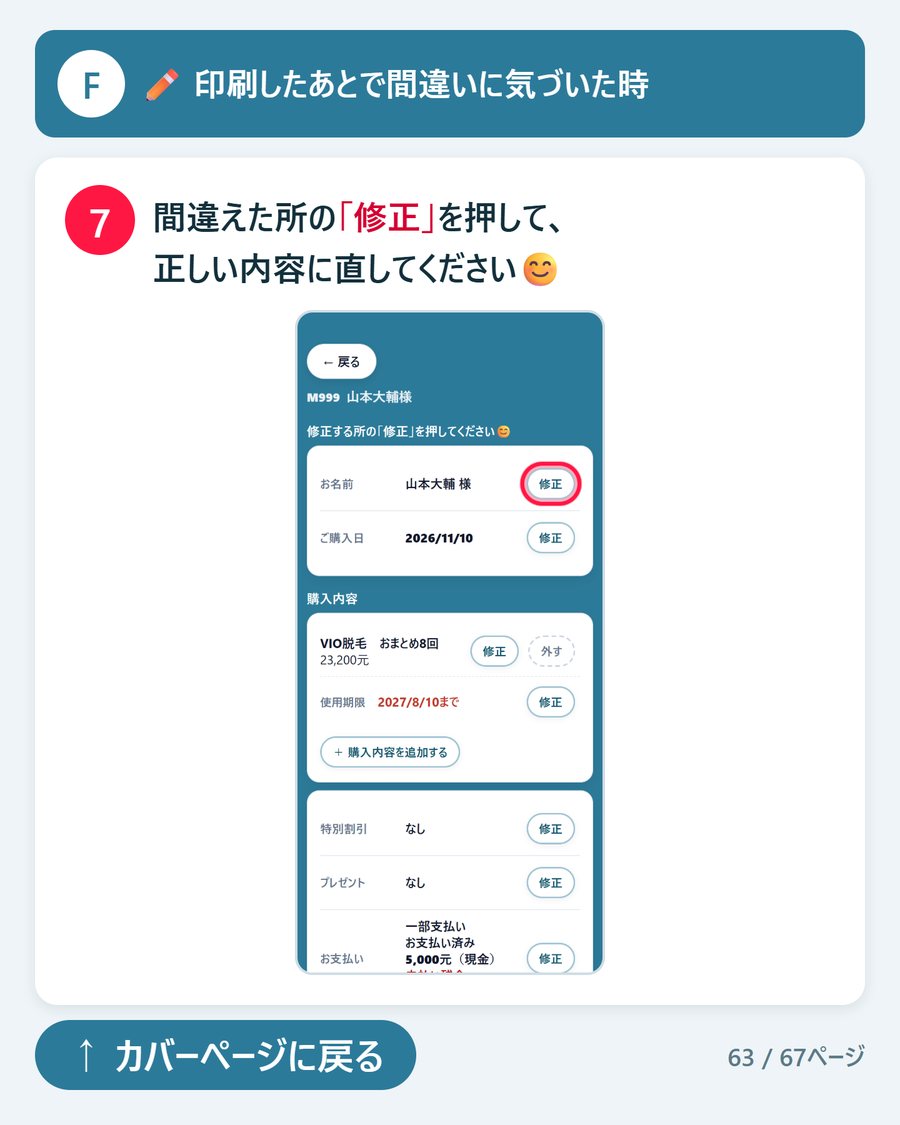 F ✏️ 印刷したあとで間違いに気づいた時
7 間違えた所の「修正」を押して、
正しい内容に直してください😊
← 戻る
M999 山本大輔様
修正する所の「修正」を押してください😊
お名前 山本大輔 様 修正
ご購入日 2026/11/10 修正
購入内容
VIO脱毛 おまとめ8回 修正 外す
23,200元
使用期限 2027/8/10まで 修正
＋ 購入内容を追加する
特別割引 なし 修正
プレゼント なし 修正
一部支払い
お支払い済み
お支払い 5,000元（現金） 修正
↑ カバーページに戻る
63 / 67ページ